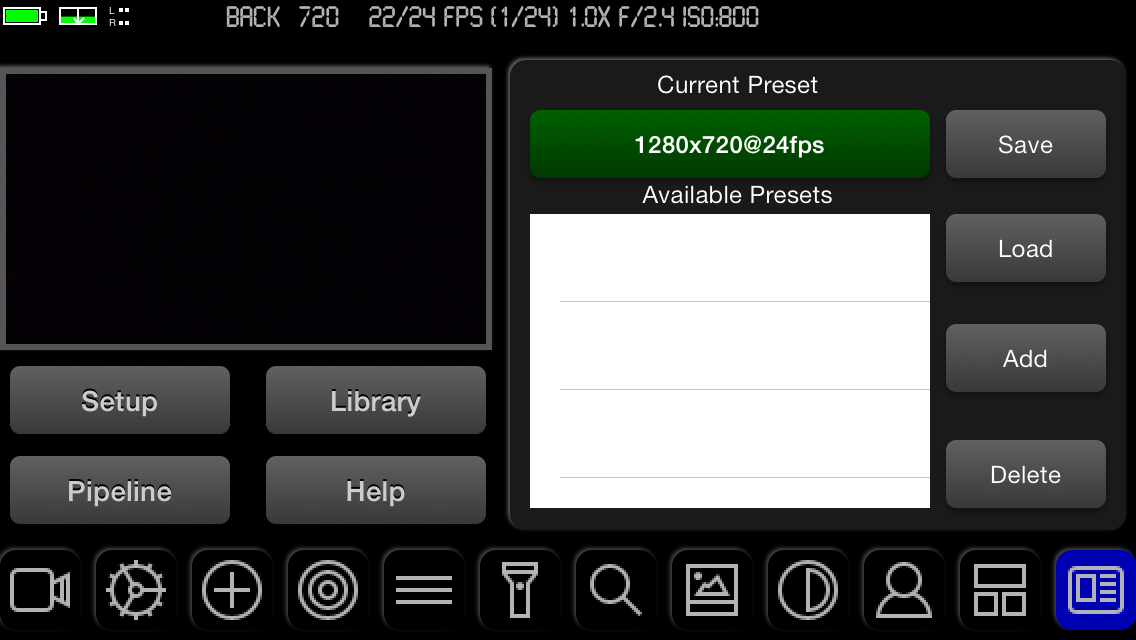 L
R
BACK 720 22/24 FPS (1/24) 1.0X F/2.4 ISO:800
Current Preset
1280x720@24fps
Save
Available Presets
Load
Add
Delete
Setup
Library
Pipeline
Help